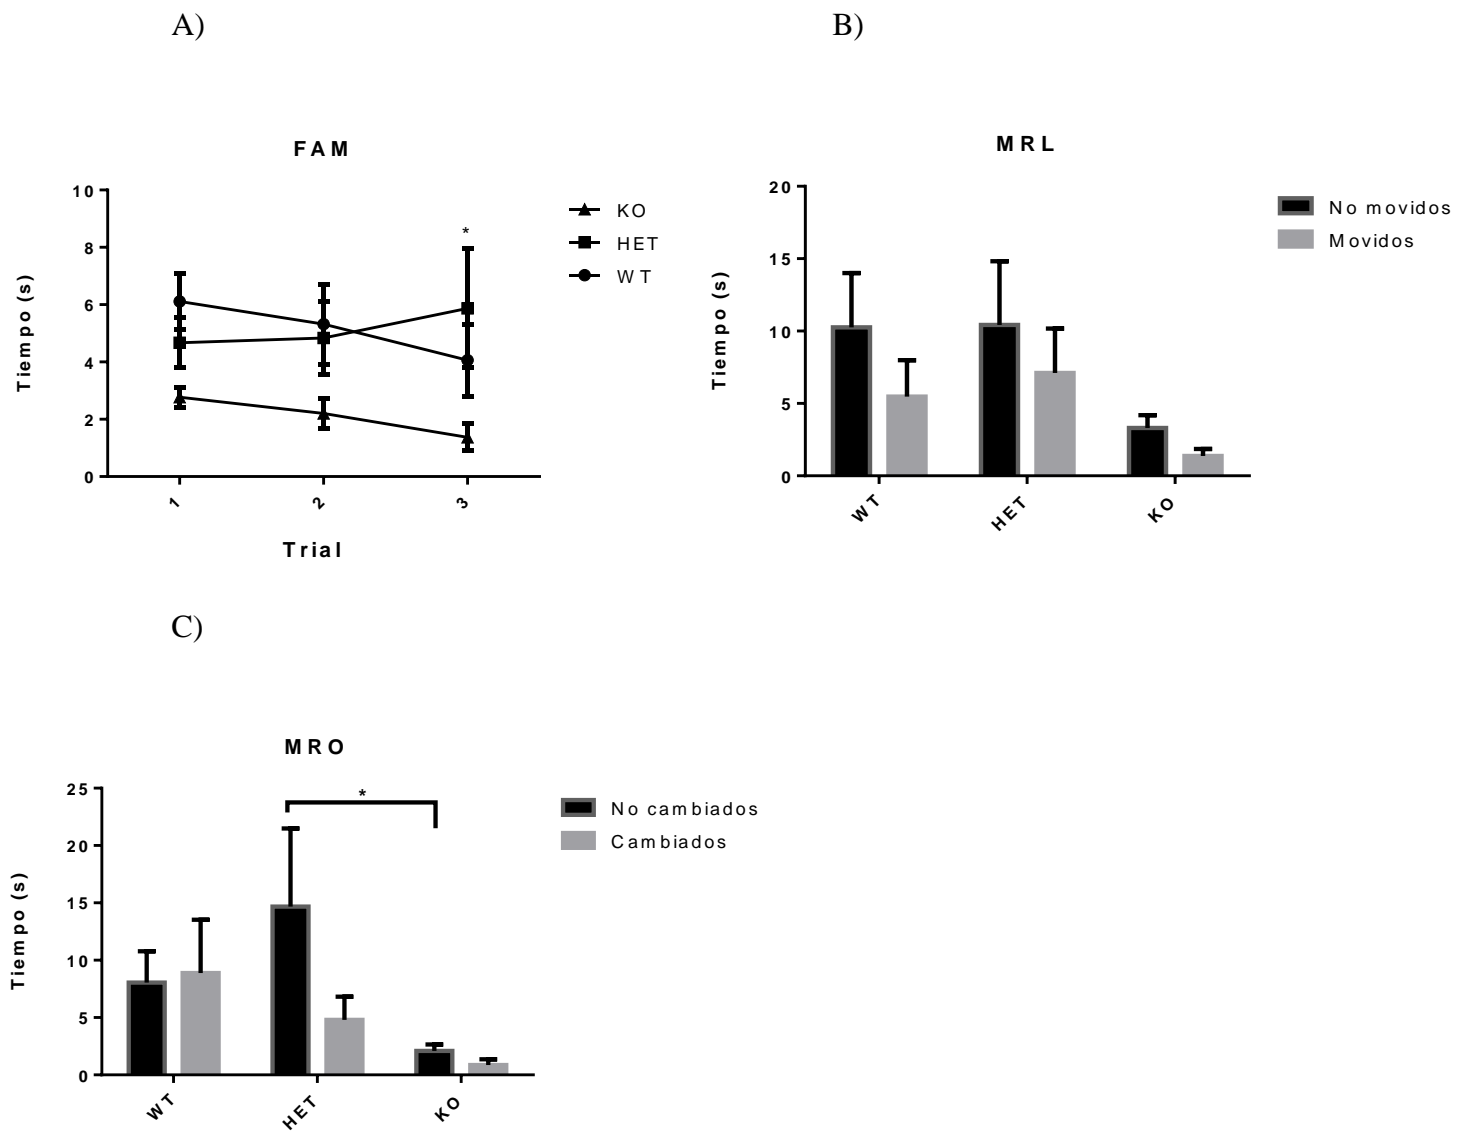 A)
FAM
Tiempo (s)
10
8
6
4
2
0
*
1
2
3
Trial
KO
HET
WT
B)
MRL
Tiempo (s)
20
15
10
5
0
WT
HET
KO
No movidos
Movidos
C)
MRO
Tiempo (s)
25
20
15
10
5
0
*
WT
HET
KO
No cambiados
Cambiados